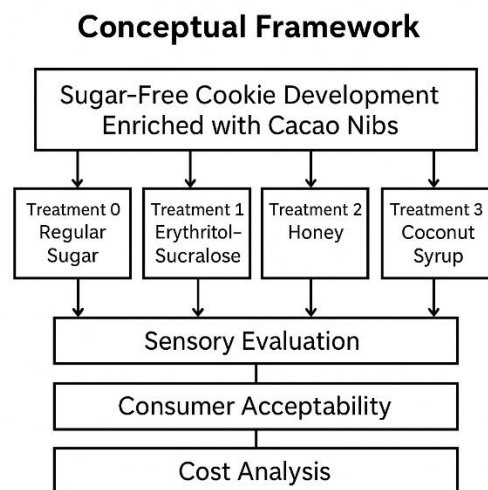 Conceptual Framework
Sugar-Free Cookie Development
Enriched with Cacao Nibs
Treatment 0
Regular
Sugar
Treatment 1
Erythritol–
Sucralose
Treatment 2
Honey
Treatment 3
Coconut
Syrup
Sensory Evaluation
Consumer Acceptability
Cost Analysis